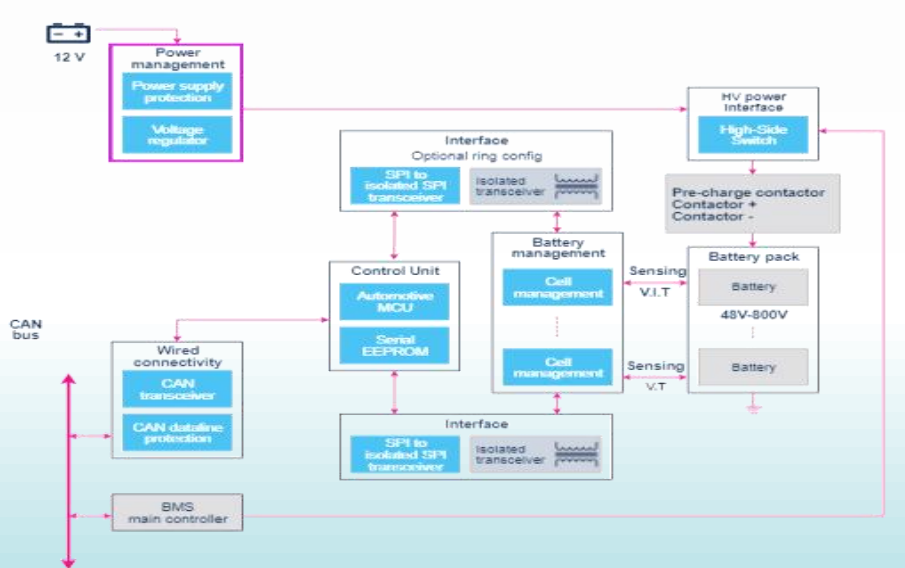 12 V
Power
management
Power supply
protection
Voltage
regulator
HV power
Interface
High-Side
Switch
Interface
Optional ring config
SPI to
isolated SPI
transceiver
Isolated
transceiver
Pre-charge contactor
Contactor +
Contactor -
Control Unit
Automotive
MCU
Serial
EEPROM
Battery
management
Cell
management
Cell
management
Sensing
V.I.T
Sensing
V.T
Battery pack
Battery
48V-800V
Battery
CAN
bus
Wired
connectivity
CAN
transceiver
CAN dataline
protection
Interface
SPI to
isolated SPI
transceiver
Isolated
transceiver
BMS
main controller